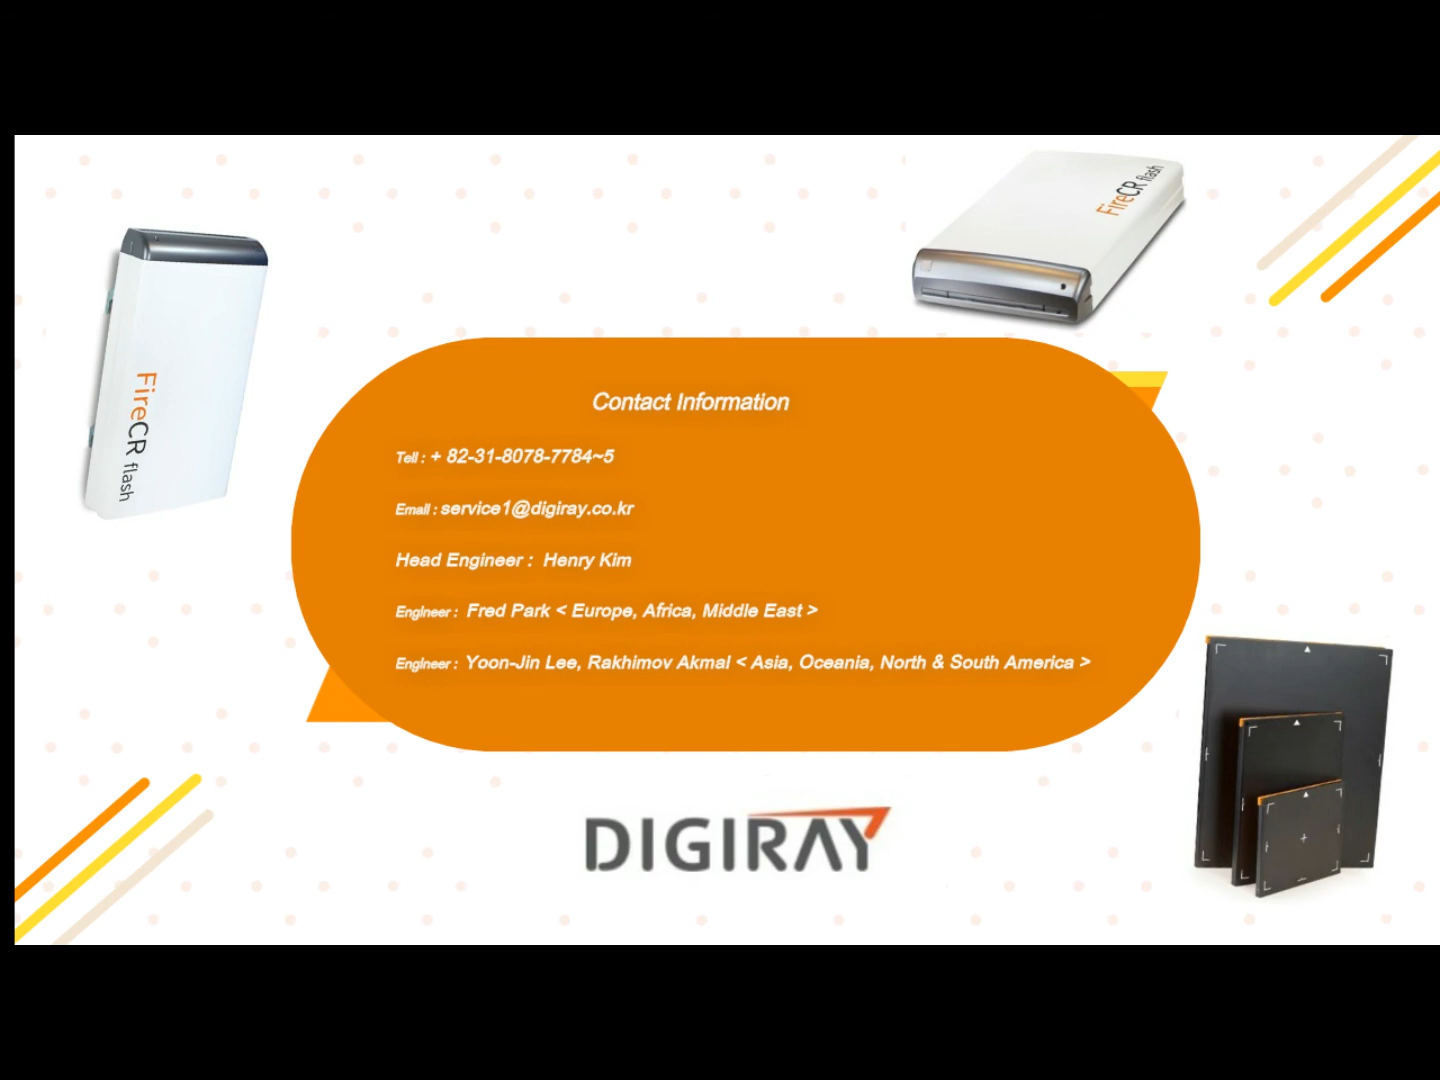 FireCR flash
FireCR flash
Contact Information
Tell : + 82-31-8078-7784~5
Email : service1@digiray.co.kr
Head Engineer : Henry Kim
Engineer : Fred Park < Europe, Africa, Middle East >
Engineer : Yoon-Jin Lee, Rakhimov Akmal < Asia, Oceania, North & South America >
DIGIRAY